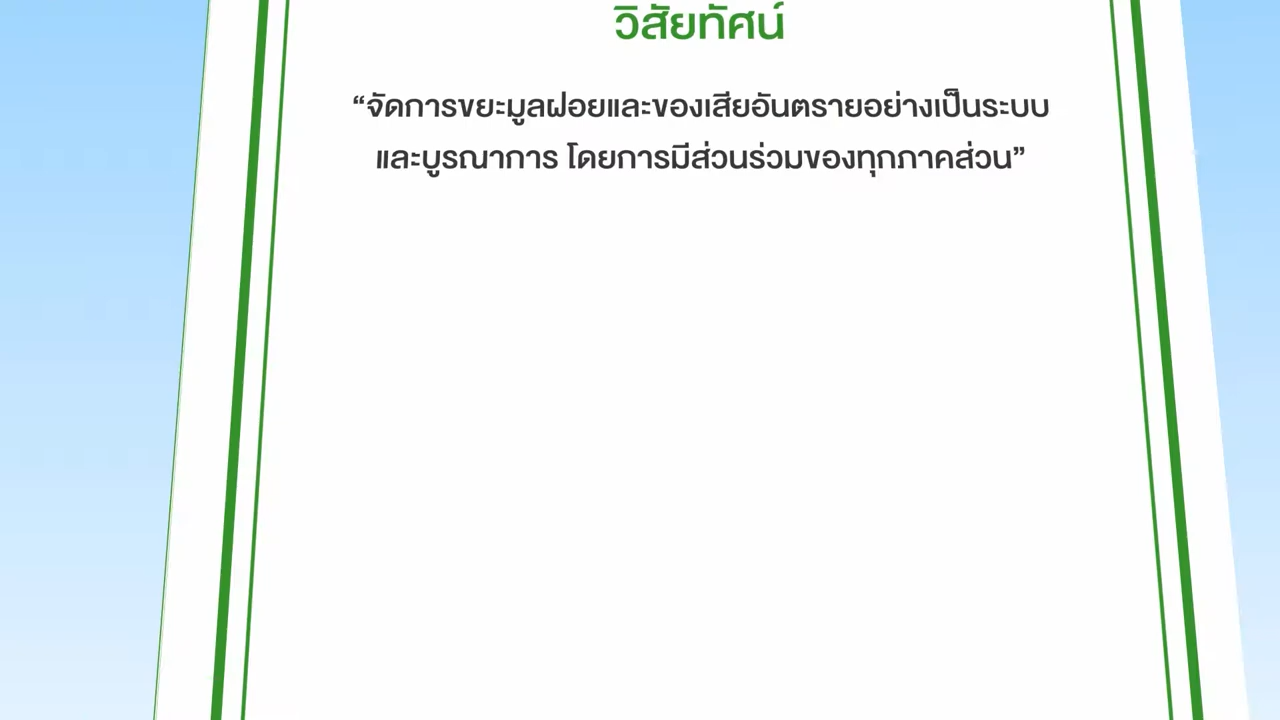 วิสัยทัศน์
“จัดการขยะมูลฝอยและของเสียอันตรายอย่างเป็นระบบ
และบูรณาการ โดยการมีส่วนร่วมของทุกภาคส่วน”